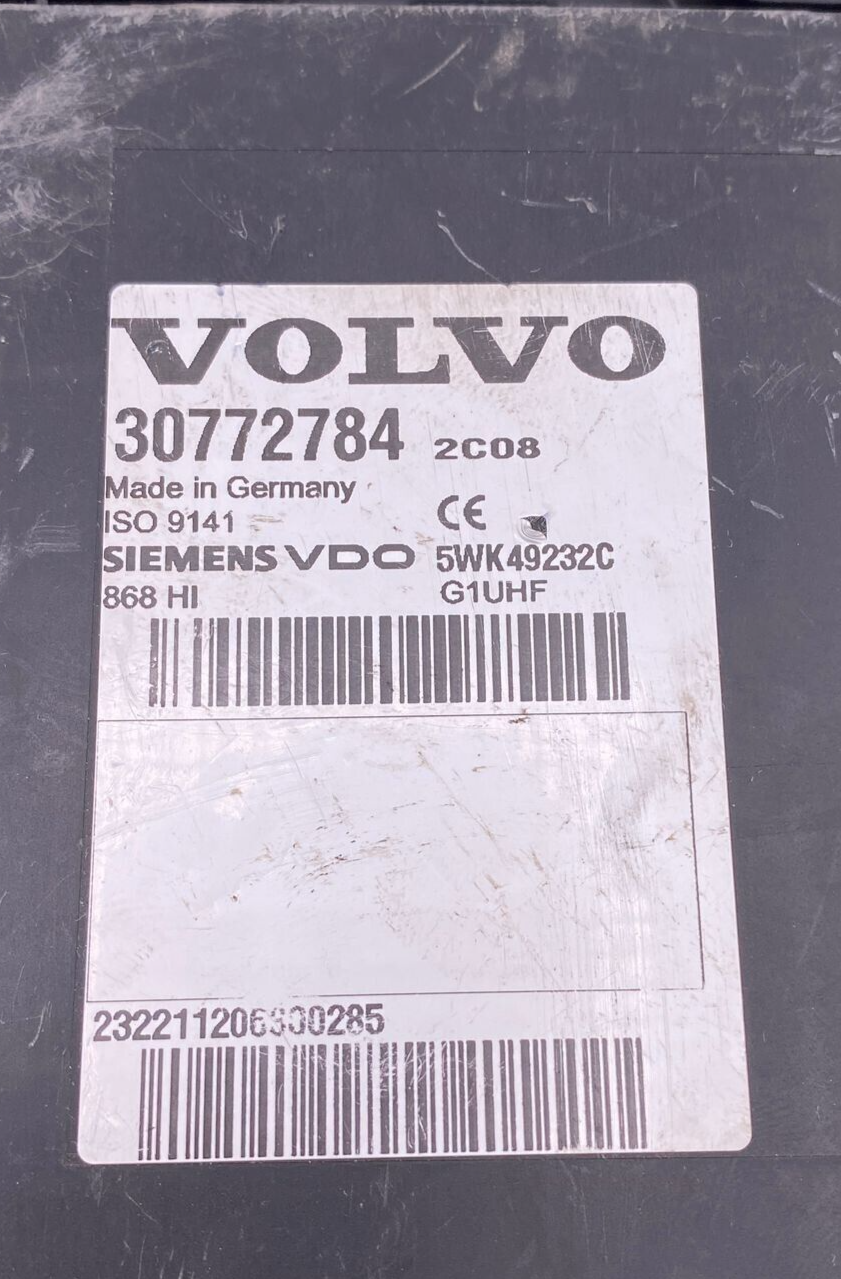 VOLVO
30772784 2C08
Made in Germany
ISO 9141 CE
SIEMENS VDO 5WK49232C
868 HI G1UHF